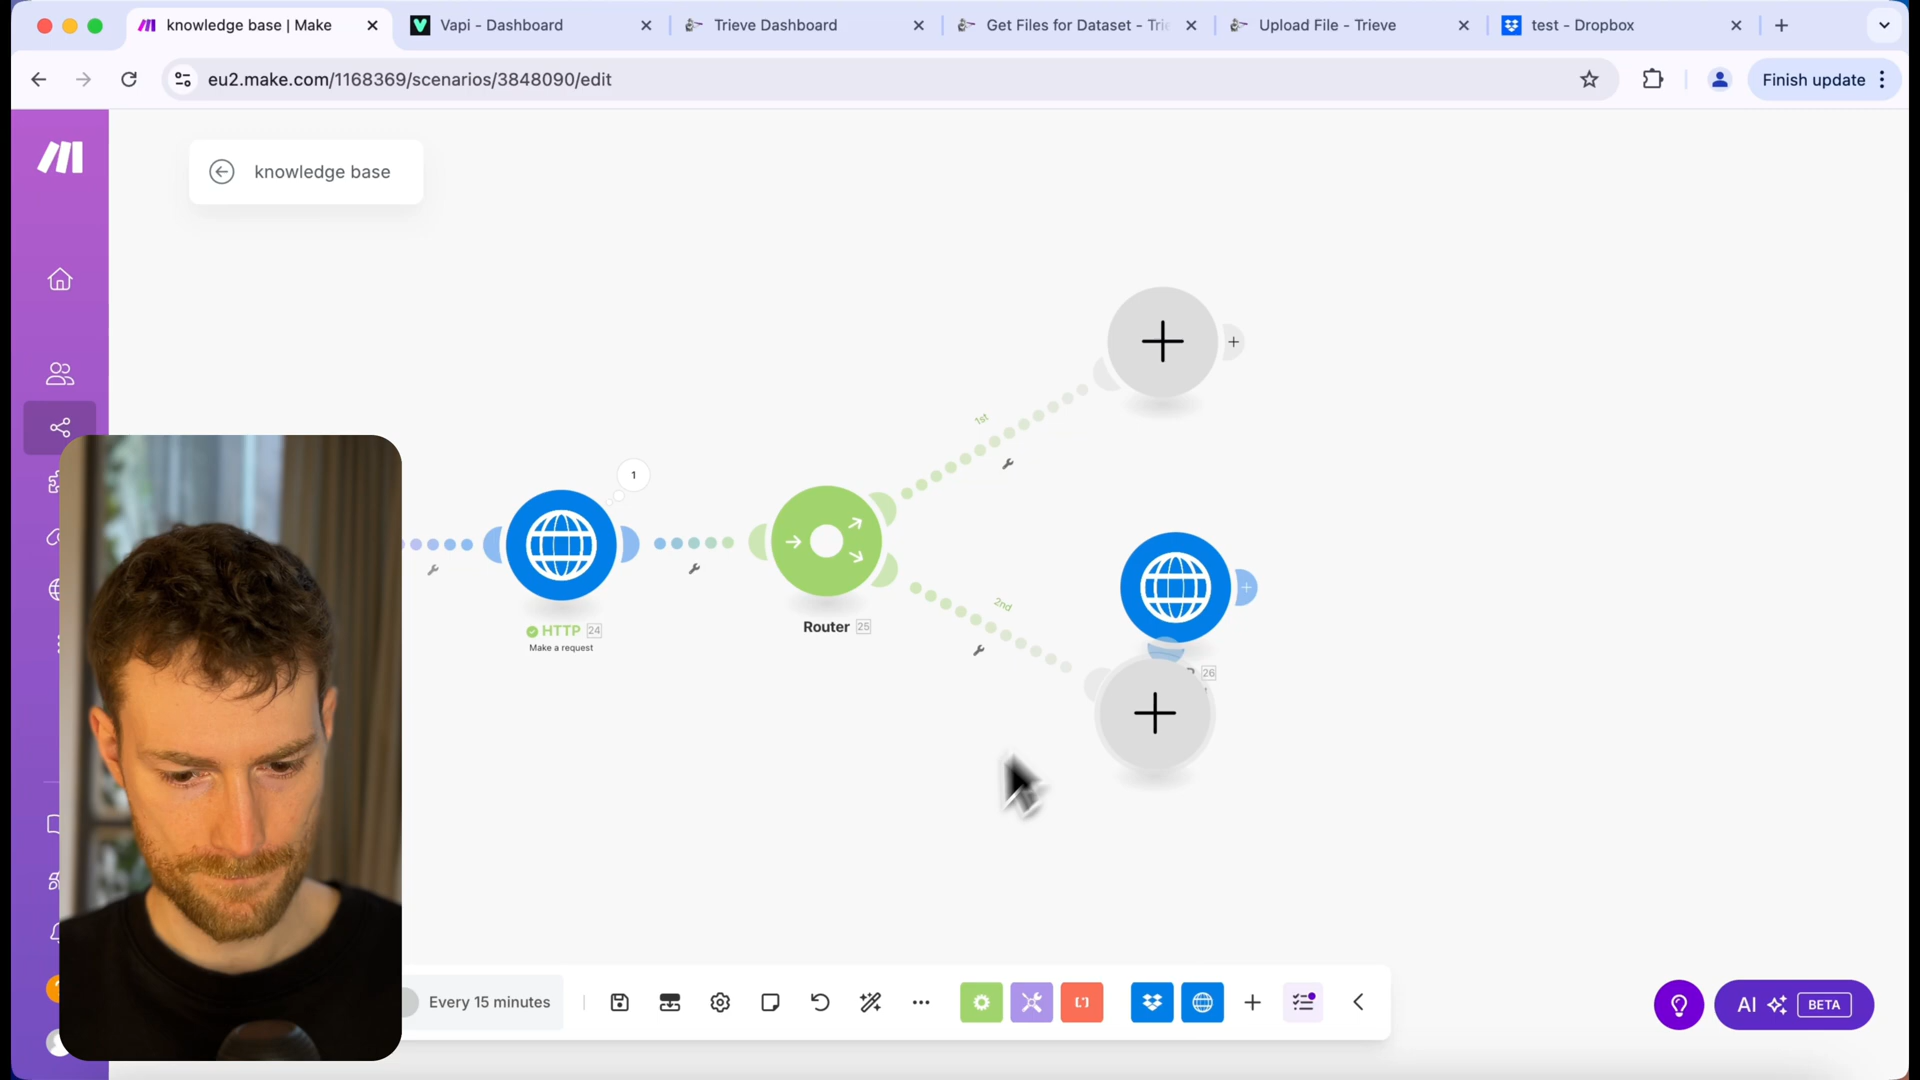 knowledge base | Make
Vapi - Dashboard
Trieve Dashboard
Get Files for Dataset - Trie
Upload File - Trieve
test - Dropbox
eu2.make.com/1168369/scenarios/3848090/edit
Finish update
knowledge base
1
1st
HTTP 24
Make a request
Router 25
2nd
26
Every 15 minutes
AI BETA